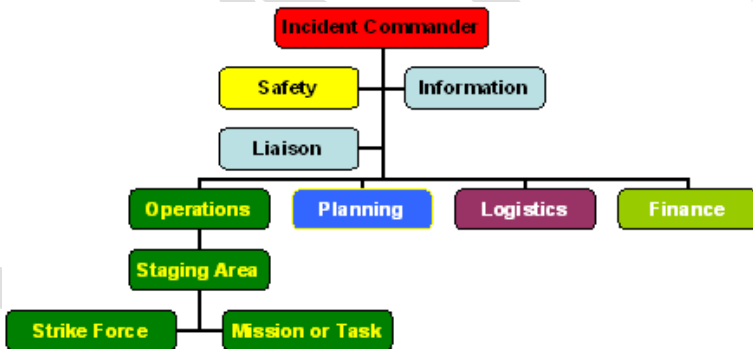 Incident Commander
Safety
Information
Liaison
Operations
Planning
Logistics
Finance
Staging Area
Strike Force
Mission or Task